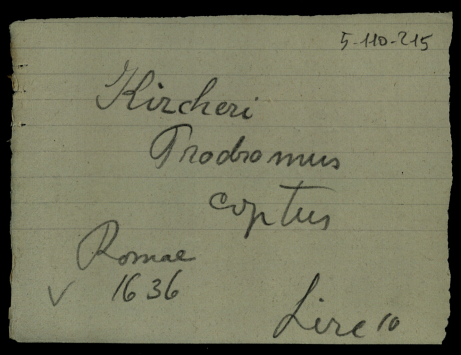 5-110-215
Kircheri
Prodromus
coptus
Romae
✓ 1636
Lire 10